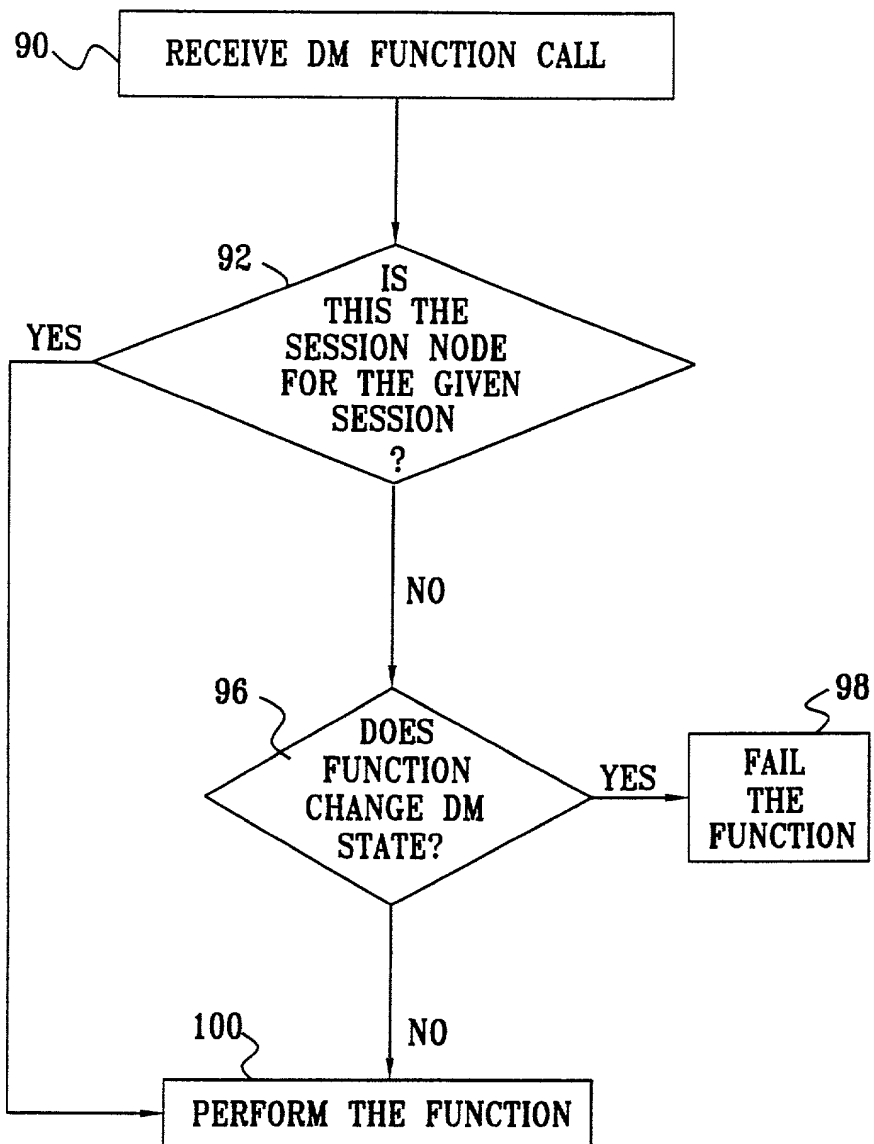 90
RECEIVE DM FUNCTION CALL
92
IS
THIS THE
SESSION NODE
FOR THE GIVEN
SESSION
?
YES
NO
96
DOES
FUNCTION
CHANGE DM
STATE?
YES
98
FAIL
THE
FUNCTION
NO
100
PERFORM THE FUNCTION